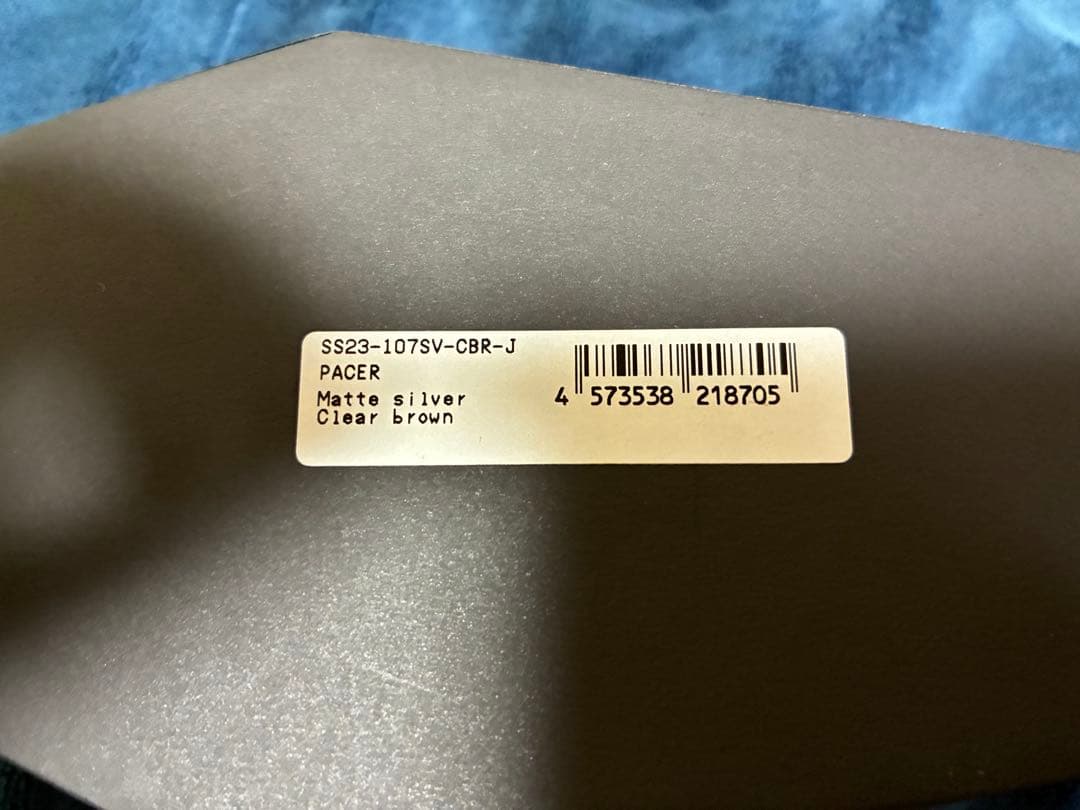 SS23-107SV-CBR-J
PACER
Matte silver
Clear brown
4 573538 218705